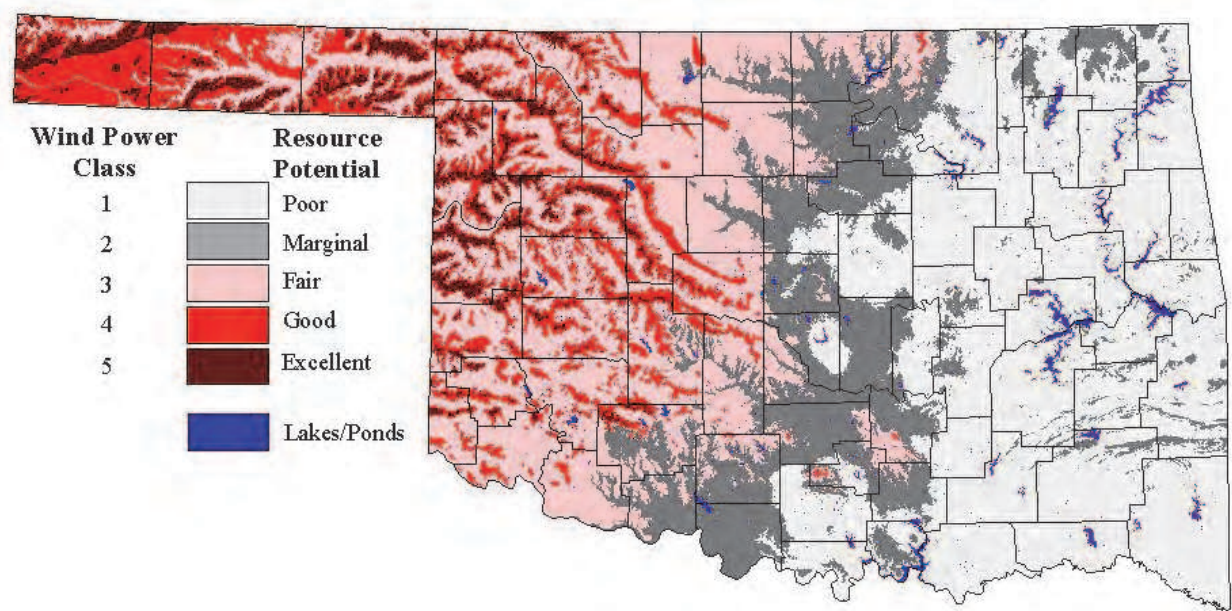 Wind Power Resource
Class Potential
1 Poor
2 Marginal
3 Fair
4 Good
5 Excellent
Lakes/Ponds